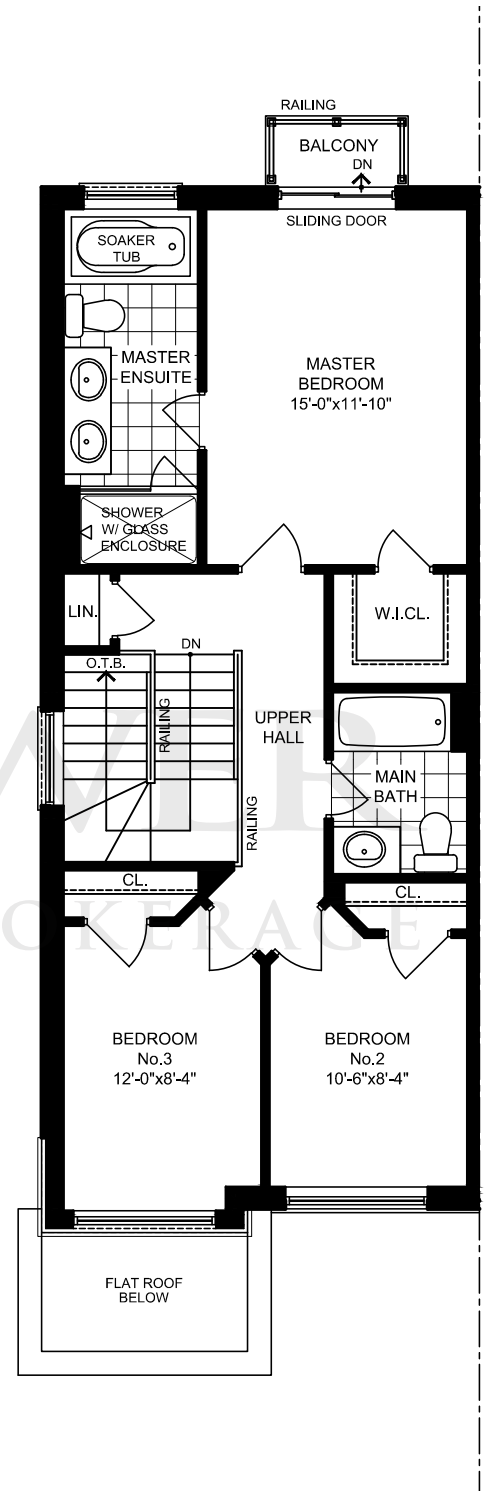 RAILING
BALCONY
DN
SLIDING DOOR
SOAKER
TUB
MASTER
ENSUITE
MASTER
BEDROOM
15'-0"x11'-10"
SHOWER
W/ GLASS
ENCLOSURE
LIN.
W.I.CL.
DN
O.T.B.
RAILING
UPPER
HALL
MAIN
BATH
RAILING
CL.
CL.
OKERAGE
BEDROOM
No.3
12'-0"x8'-4"
BEDROOM
No.2
10'-6"x8'-4"
FLAT ROOF
BELOW